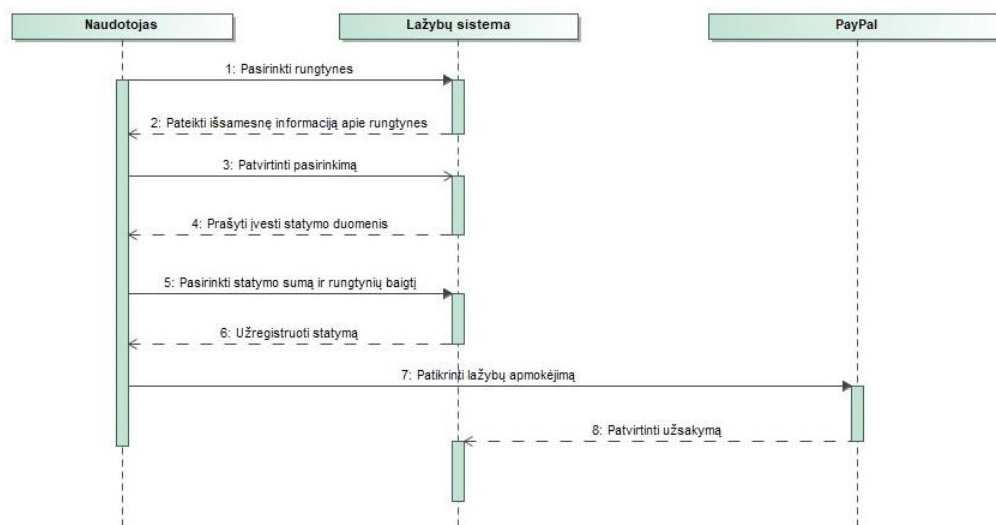 Naudotojas
Lažybų sistema
PayPal
1: Pasirinkti rungtynes
2: Pateikti išsamesnę informaciją apie rungtynes
3: Patvirtinti pasirinkimą
4: Prašyti įvesti statymo duomenis
5: Pasirinkti statymo sumą ir rungtynių baigtį
6: Užregistruoti statymą
7: Patikrinti lažybų apmokėjimą
8: Patvirtinti užsakymą